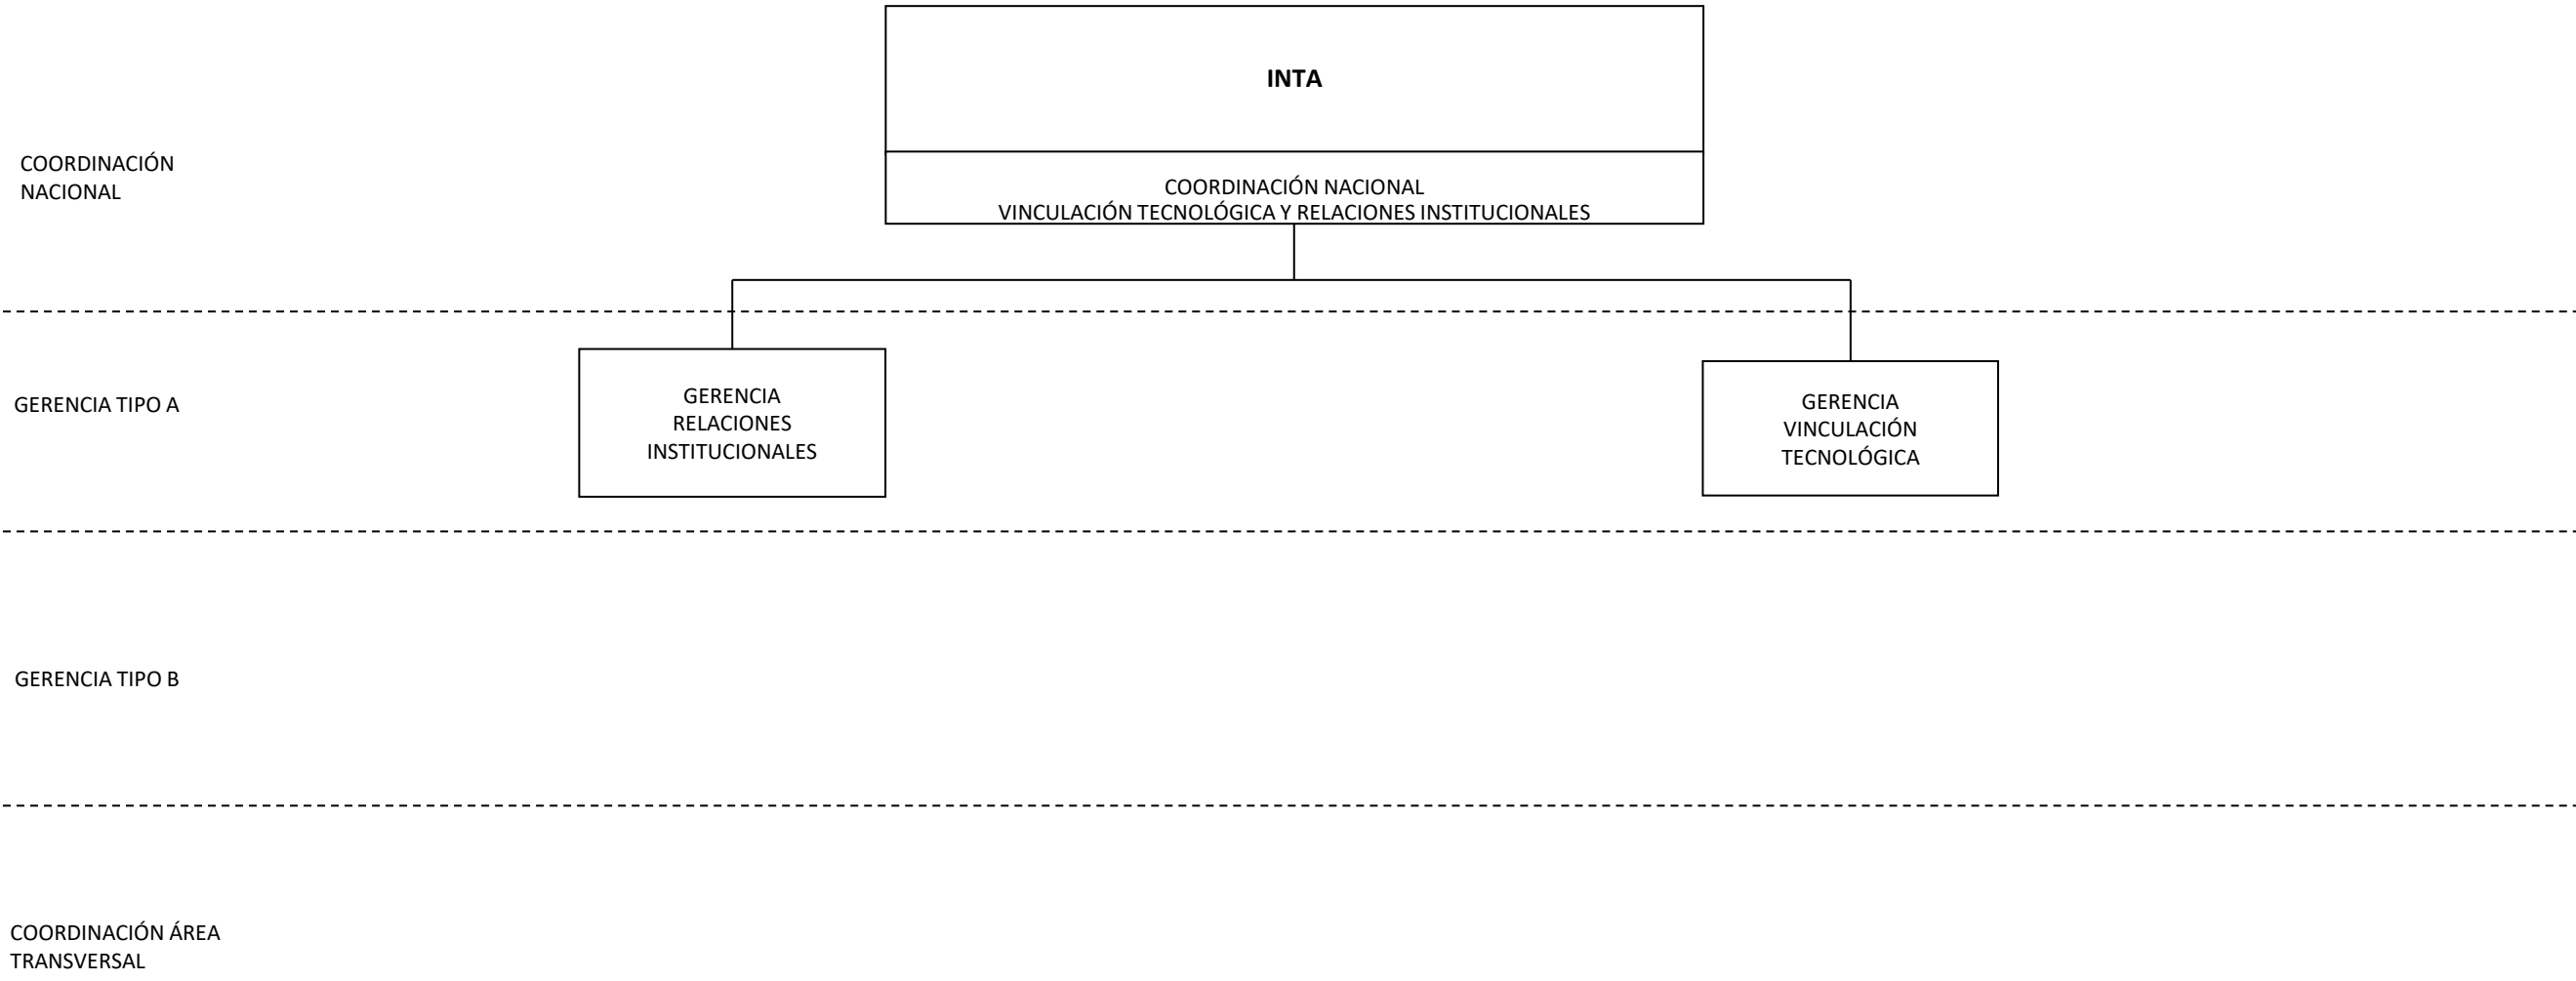 INTA
COORDINACIÓN
NACIONAL
COORDINACIÓN NACIONAL
VINCULACIÓN TECNOLÓGICA Y RELACIONES INSTITUCIONALES
GERENCIA TIPO A
GERENCIA
RELACIONES
INSTITUCIONALES
GERENCIA
VINCULACIÓN
TECNOLÓGICA
GERENCIA TIPO B
COORDINACIÓN ÁREA
TRANSVERSAL